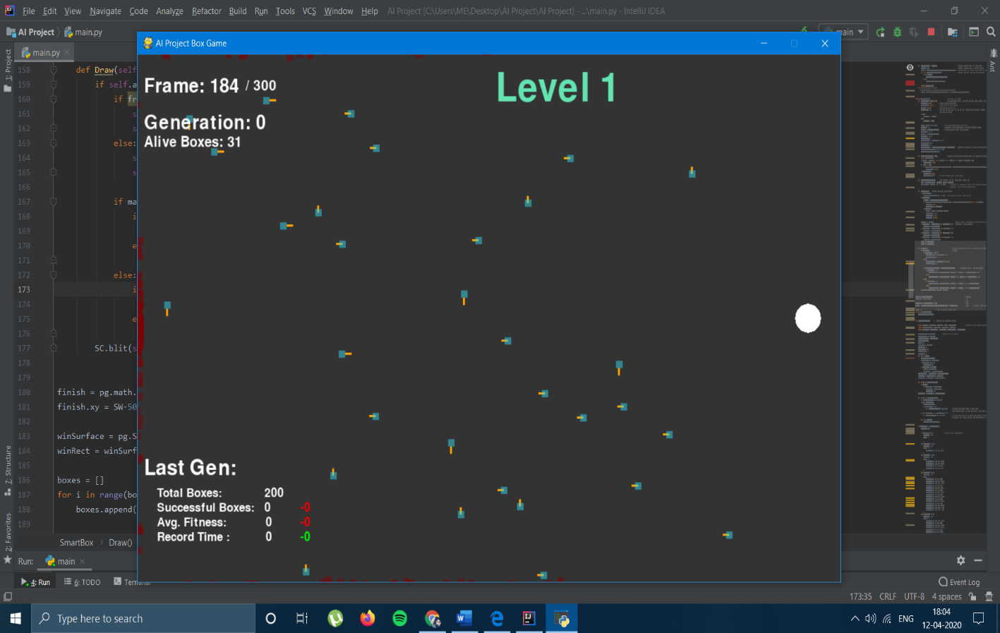 File Edit View Navigate Code Analyze Refactor Build Run Tools VCS Window Help AI Project [C:\Users\ME\Desktop\AI Project\AI Project] - ...\main.py - IntelliJ IDEA
AI Project main.py
main
1: Project
main.py
AI Project Box Game
Ant
158 def Draw(self
159 if self.a
160 if fr
161 s
162 s
163 else:
164 s
165 s
166
167 if ma
168 i
169
170 e
171
172 else:
173 i
174
175 e
176
177 SC.blit(s
178
179
180 finish = pg.math.
181 finish.xy = SW-50
182
183 winSurface = pg.S
184 winRect = winSurf
185
186 boxes = []
187 for i in range(bo
188 boxes.append(
189
Frame: 184 / 300
Level 1
Generation: 0
Alive Boxes: 31
Last Gen:
Total Boxes: 200
Successful Boxes: 0 -0
Avg. Fitness: 0 -0
Record Time : 0 -0
Z: Structure
2: Favorites
SmartBox Draw()
Run: main
4: Run 6: TODO Terminal
Event Log
173:35 CRLF UTF-8 4 spaces
Type here to search
ENG
18:04
12-04-2020